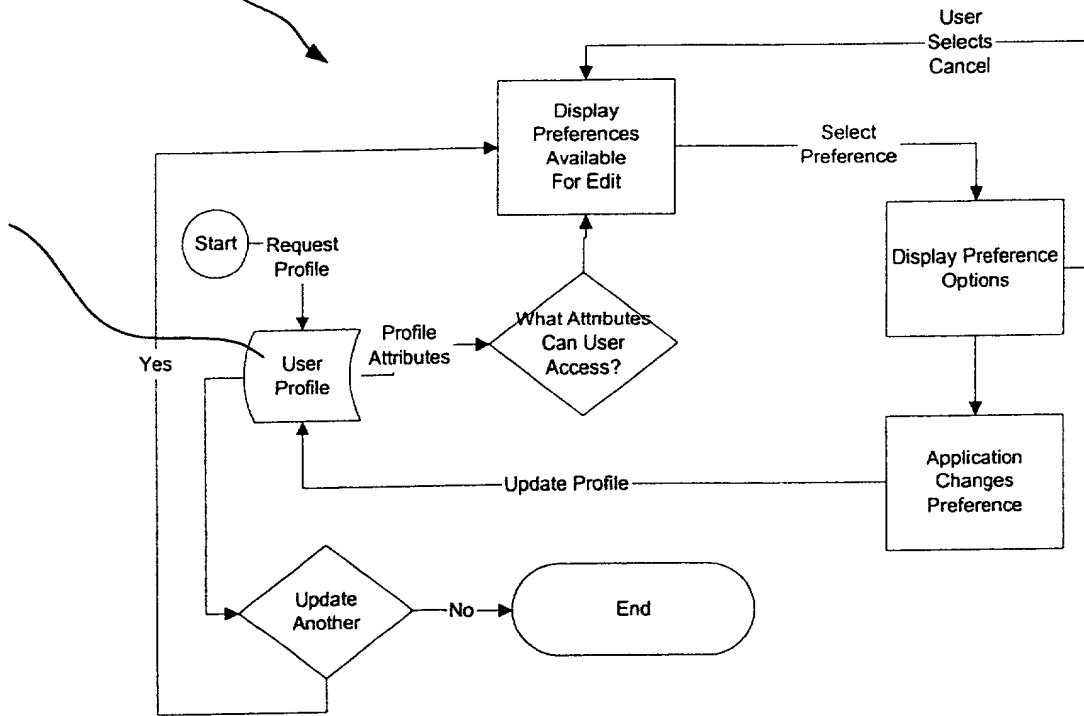 User
Selects
Cancel
Display
Preferences
Available
For Edit
Select
Preference
Start
Request
Profile
Display Preference
Options
What Attributes
Can User
Access?
Profile
Attributes
User
Profile
Yes
Application
Changes
Preference
Update Profile
Update
Another
No
End